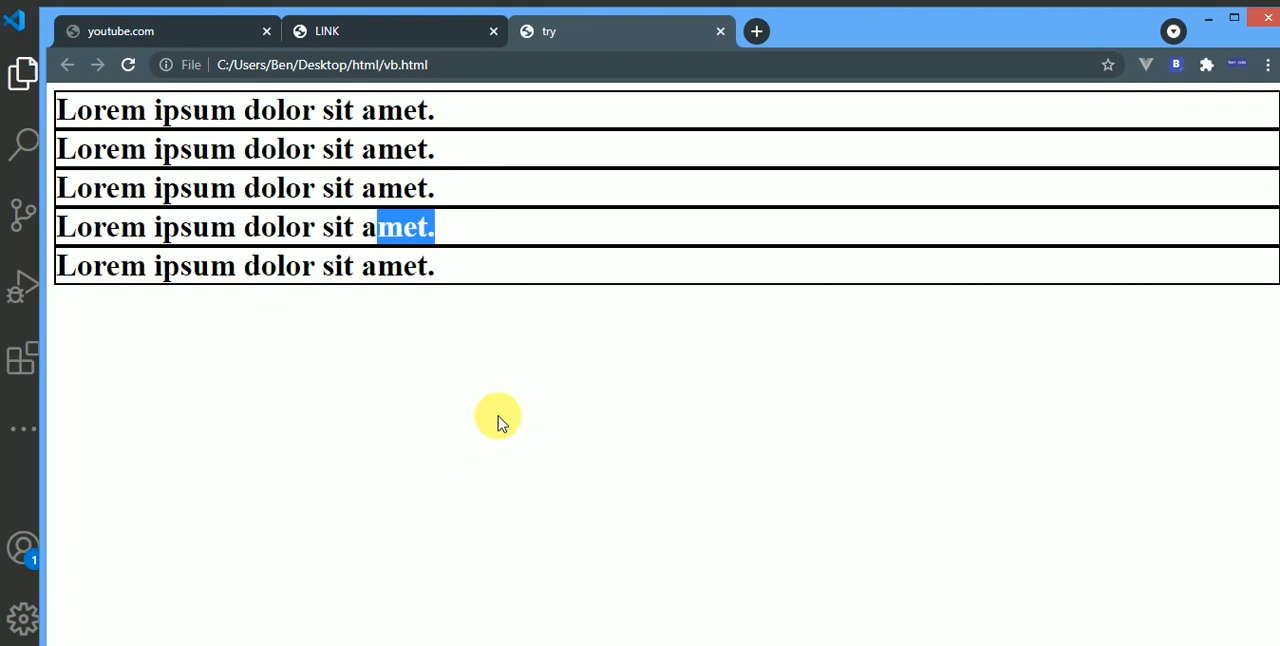 youtube.com
LINK
try
File
C:/Users/Ben/Desktop/html/vb.html
B
Lorem ipsum dolor sit amet.
Lorem ipsum dolor sit amet.
Lorem ipsum dolor sit amet.
Lorem ipsum dolor sit amet.
Lorem ipsum dolor sit amet.
1